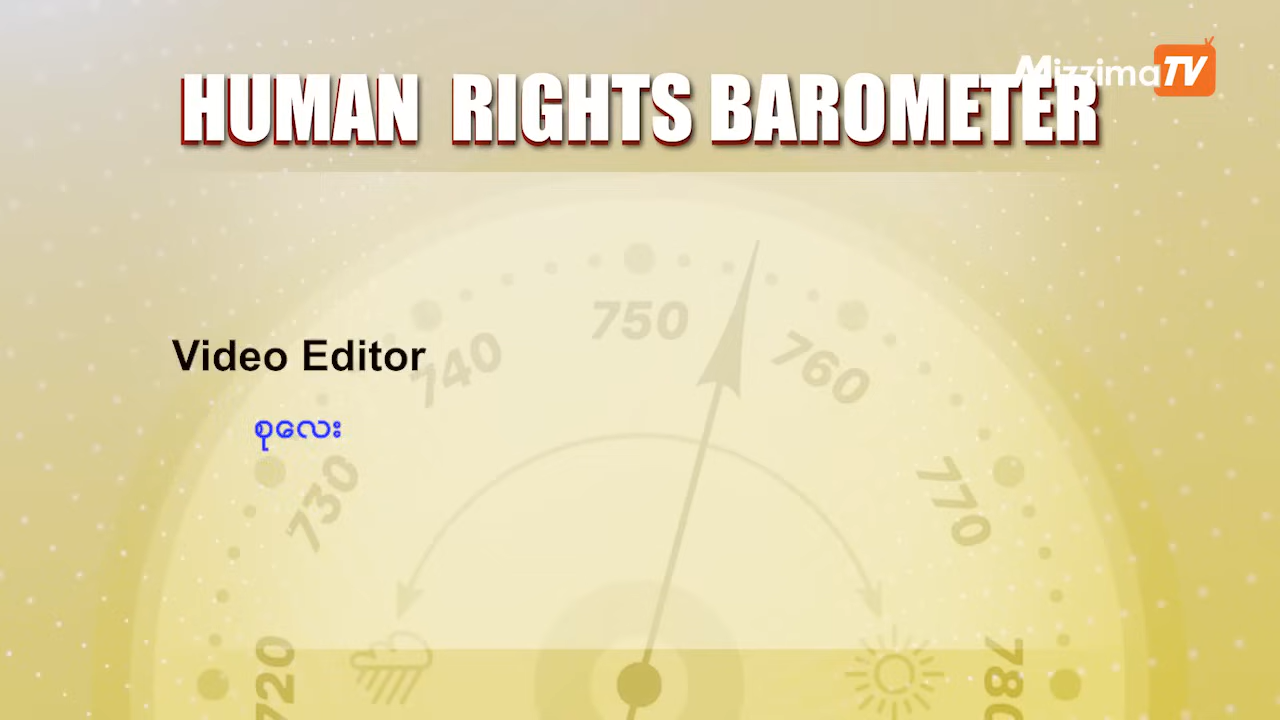 MizzimaTV
HUMAN RIGHTS BAROMETER
750
740
760
Video Editor
စုလေး
730
770
720
780